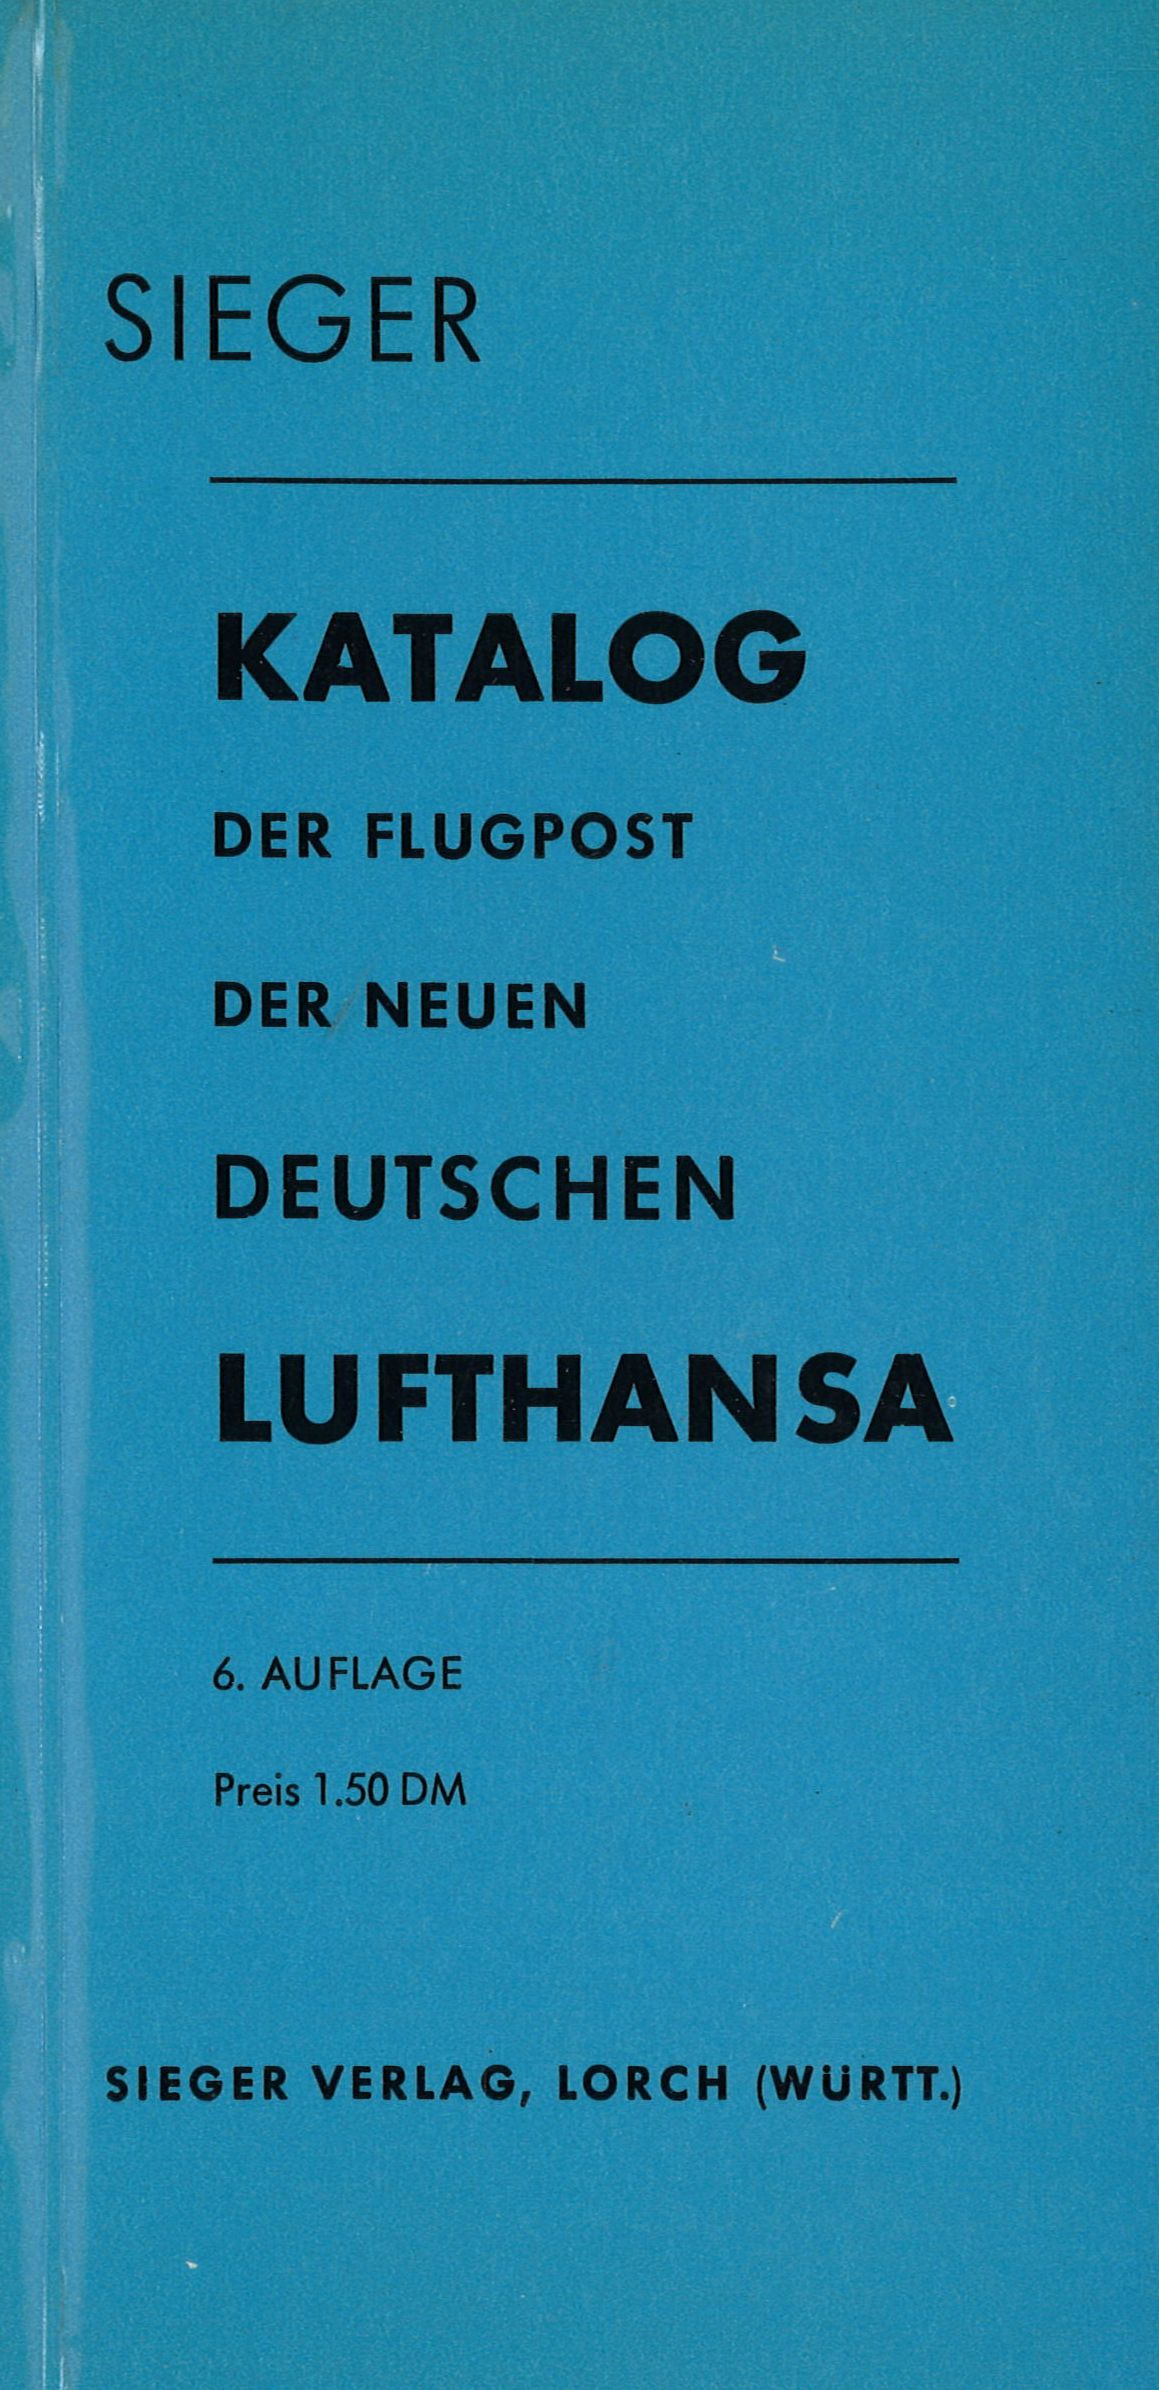 SIEGER
KATALOG
DER FLUGPOST
DER NEUEN
DEUTSCHEN
LUFTHANSA
6. AUFLAGE
Preis 1.50 DM
SIEGER VERLAG, LORCH (WÜRTT.)